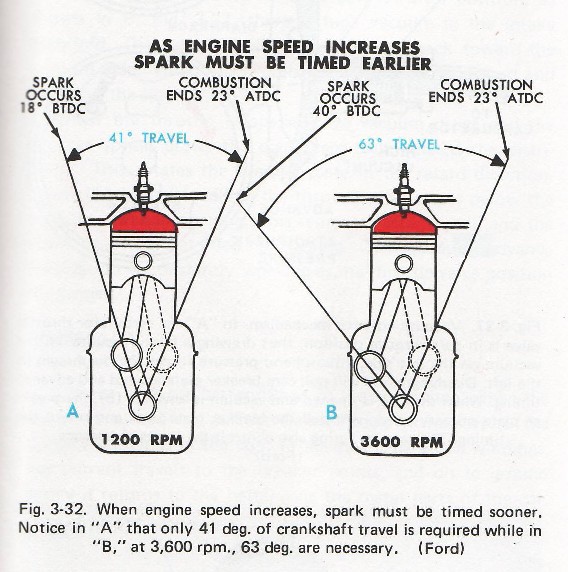 AS ENGINE SPEED INCREASES
SPARK MUST BE TIMED EARLIER
SPARK
OCCURS
18° BTDC
COMBUSTION
ENDS 23° ATDC
41° TRAVEL
SPARK
OCCURS
40° BTDC
COMBUSTION
ENDS 23° ATDC
63° TRAVEL
A
1200 RPM
B
3600 RPM
Fig. 3-32. When engine speed increases, spark must be timed sooner.
Notice in "A" that only 41 deg. of crankshaft travel is required while in
"B," at 3,600 rpm., 63 deg. are necessary. (Ford)